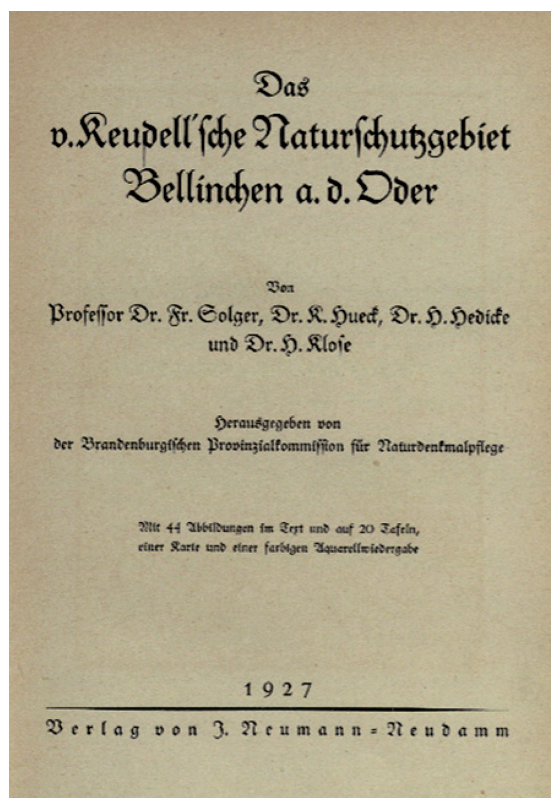 Das
v. Keudell'sche Naturschutzgebiet
Bellinchen a. d. Oder
Von
Professor Dr. Fr. Solger, Dr. K. Hueck, Dr. H. Hedicke
und Dr. H. Klose
Herausgegeben von
der Brandenburgischen Provinzialkommission für Naturdenkmalpflege
Mit 44 Abbildungen im Text und auf 20 Tafeln,
einer Karte und einer farbigen Aquarellwiedergabe
1927
Verlag von J. Neumann-Neudamm